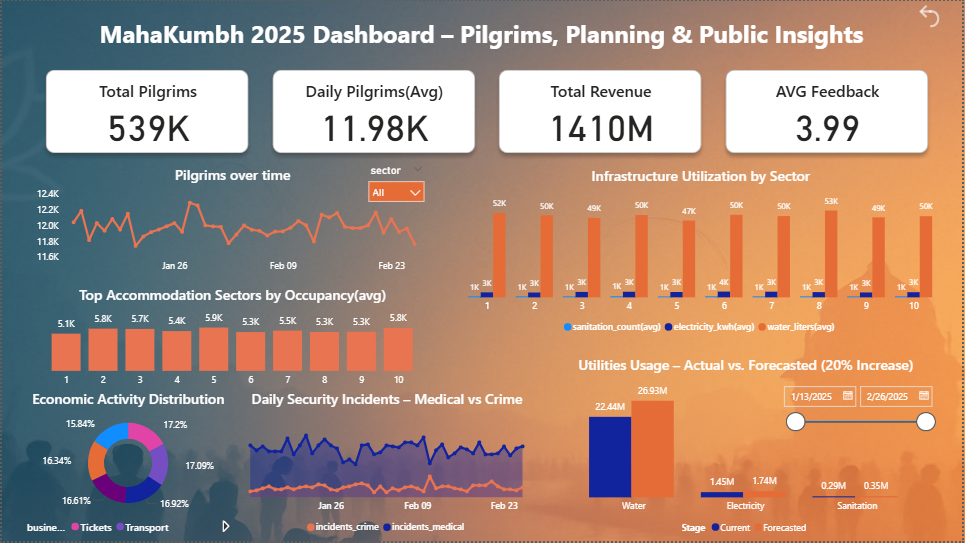 MahaKumbh 2025 Dashboard – Pilgrims, Planning & Public Insights
Total Pilgrims
539K
Daily Pilgrims(Avg)
11.98K
Total Revenue
1410M
AVG Feedback
3.99
Pilgrims over time
sector
All
12.4K
12.2K
12.0K
11.8K
11.6K
Jan 26 Feb 09 Feb 23
Infrastructure Utilization by Sector
52K 50K 49K 50K 47K 50K 50K 53K 49K 50K
1K 3K 1K 3K 1K 3K 1K 3K 1K 3K 1K 4K 1K 3K 1K 3K 1K 3K 1K 3K
1 2 3 4 5 6 7 8 9 10
sanitation_count(avg) electricity_kwh(avg) water_liters(avg)
Top Accommodation Sectors by Occupancy(avg)
5.1K 5.8K 5.7K 5.4K 5.9K 5.3K 5.5K 5.3K 5.3K 5.8K
1 2 3 4 5 6 7 8 9 10
Economic Activity Distribution
15.84% 17.2%
16.34% 17.09%
16.61% 16.92%
busine... Tickets Transport
Daily Security Incidents – Medical vs Crime
Jan 26 Feb 09 Feb 23
incidents_crime incidents_medical
Utilities Usage – Actual vs. Forecasted (20% Increase)
1/13/2025 2/26/2025
22.44M 26.93M
1.45M 1.74M
0.29M 0.35M
Water Electricity Sanitation
Stage Current Forecasted